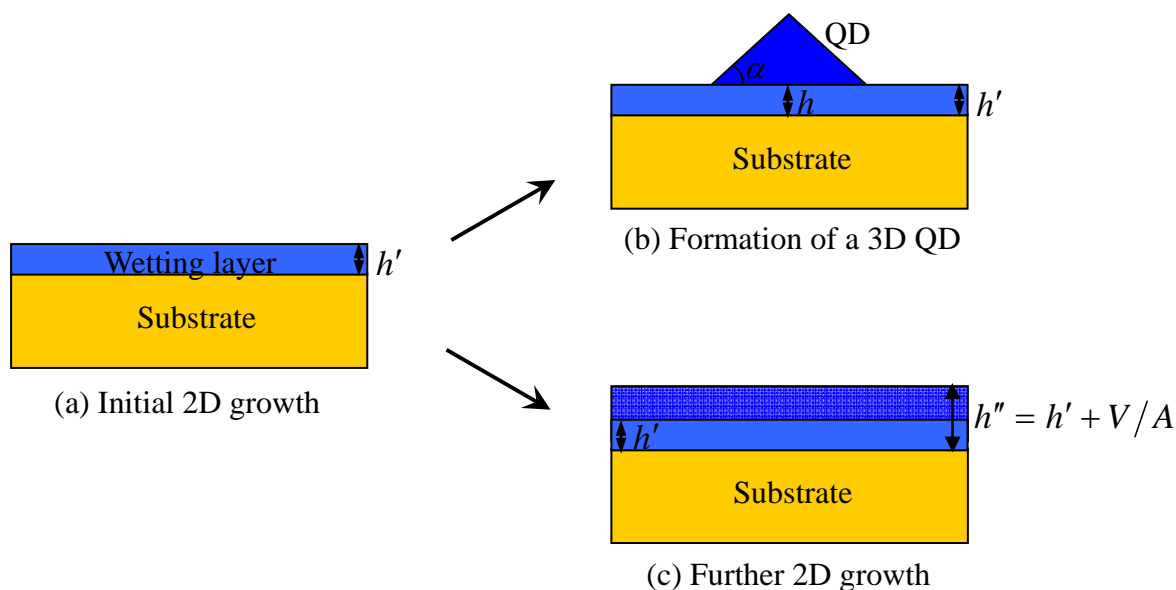 QD
α
h
h′
Substrate
(b) Formation of a 3D QD
Wetting layer
h′
Substrate
(a) Initial 2D growth
h″ = h′ + V/A
h′
Substrate
(c) Further 2D growth